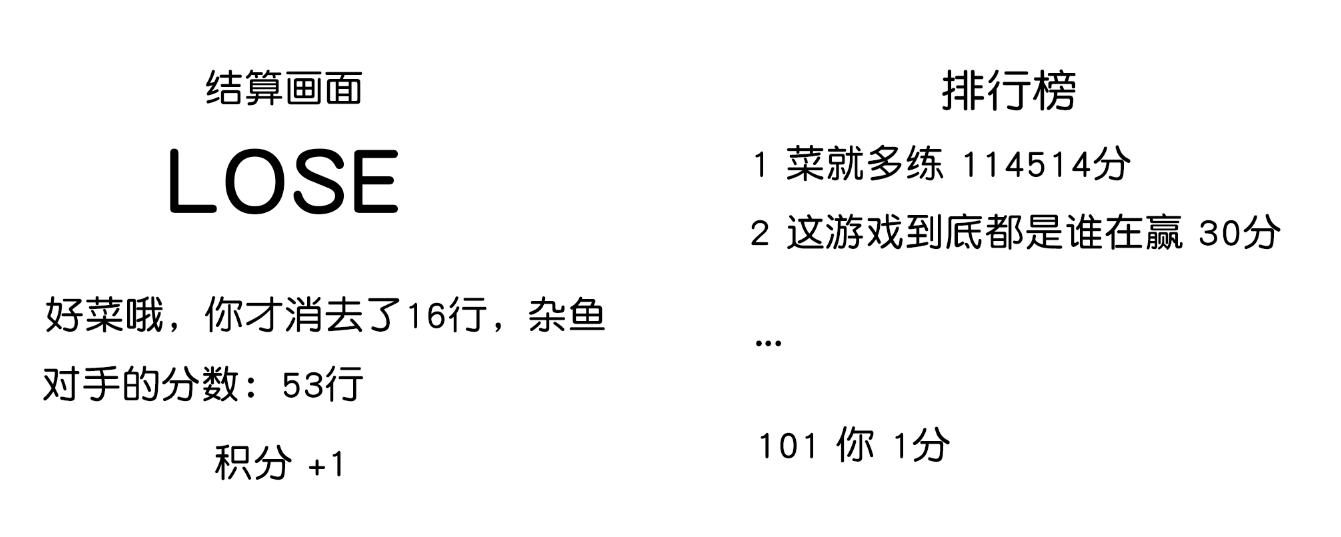 结算画面
LOSE
好菜哦，你才消去了16行，杂鱼
对手的分数：53行
积分 +1
排行榜
1 菜就多练 114514分
2 这游戏到底都是谁在赢 30分
...
101 你 1分